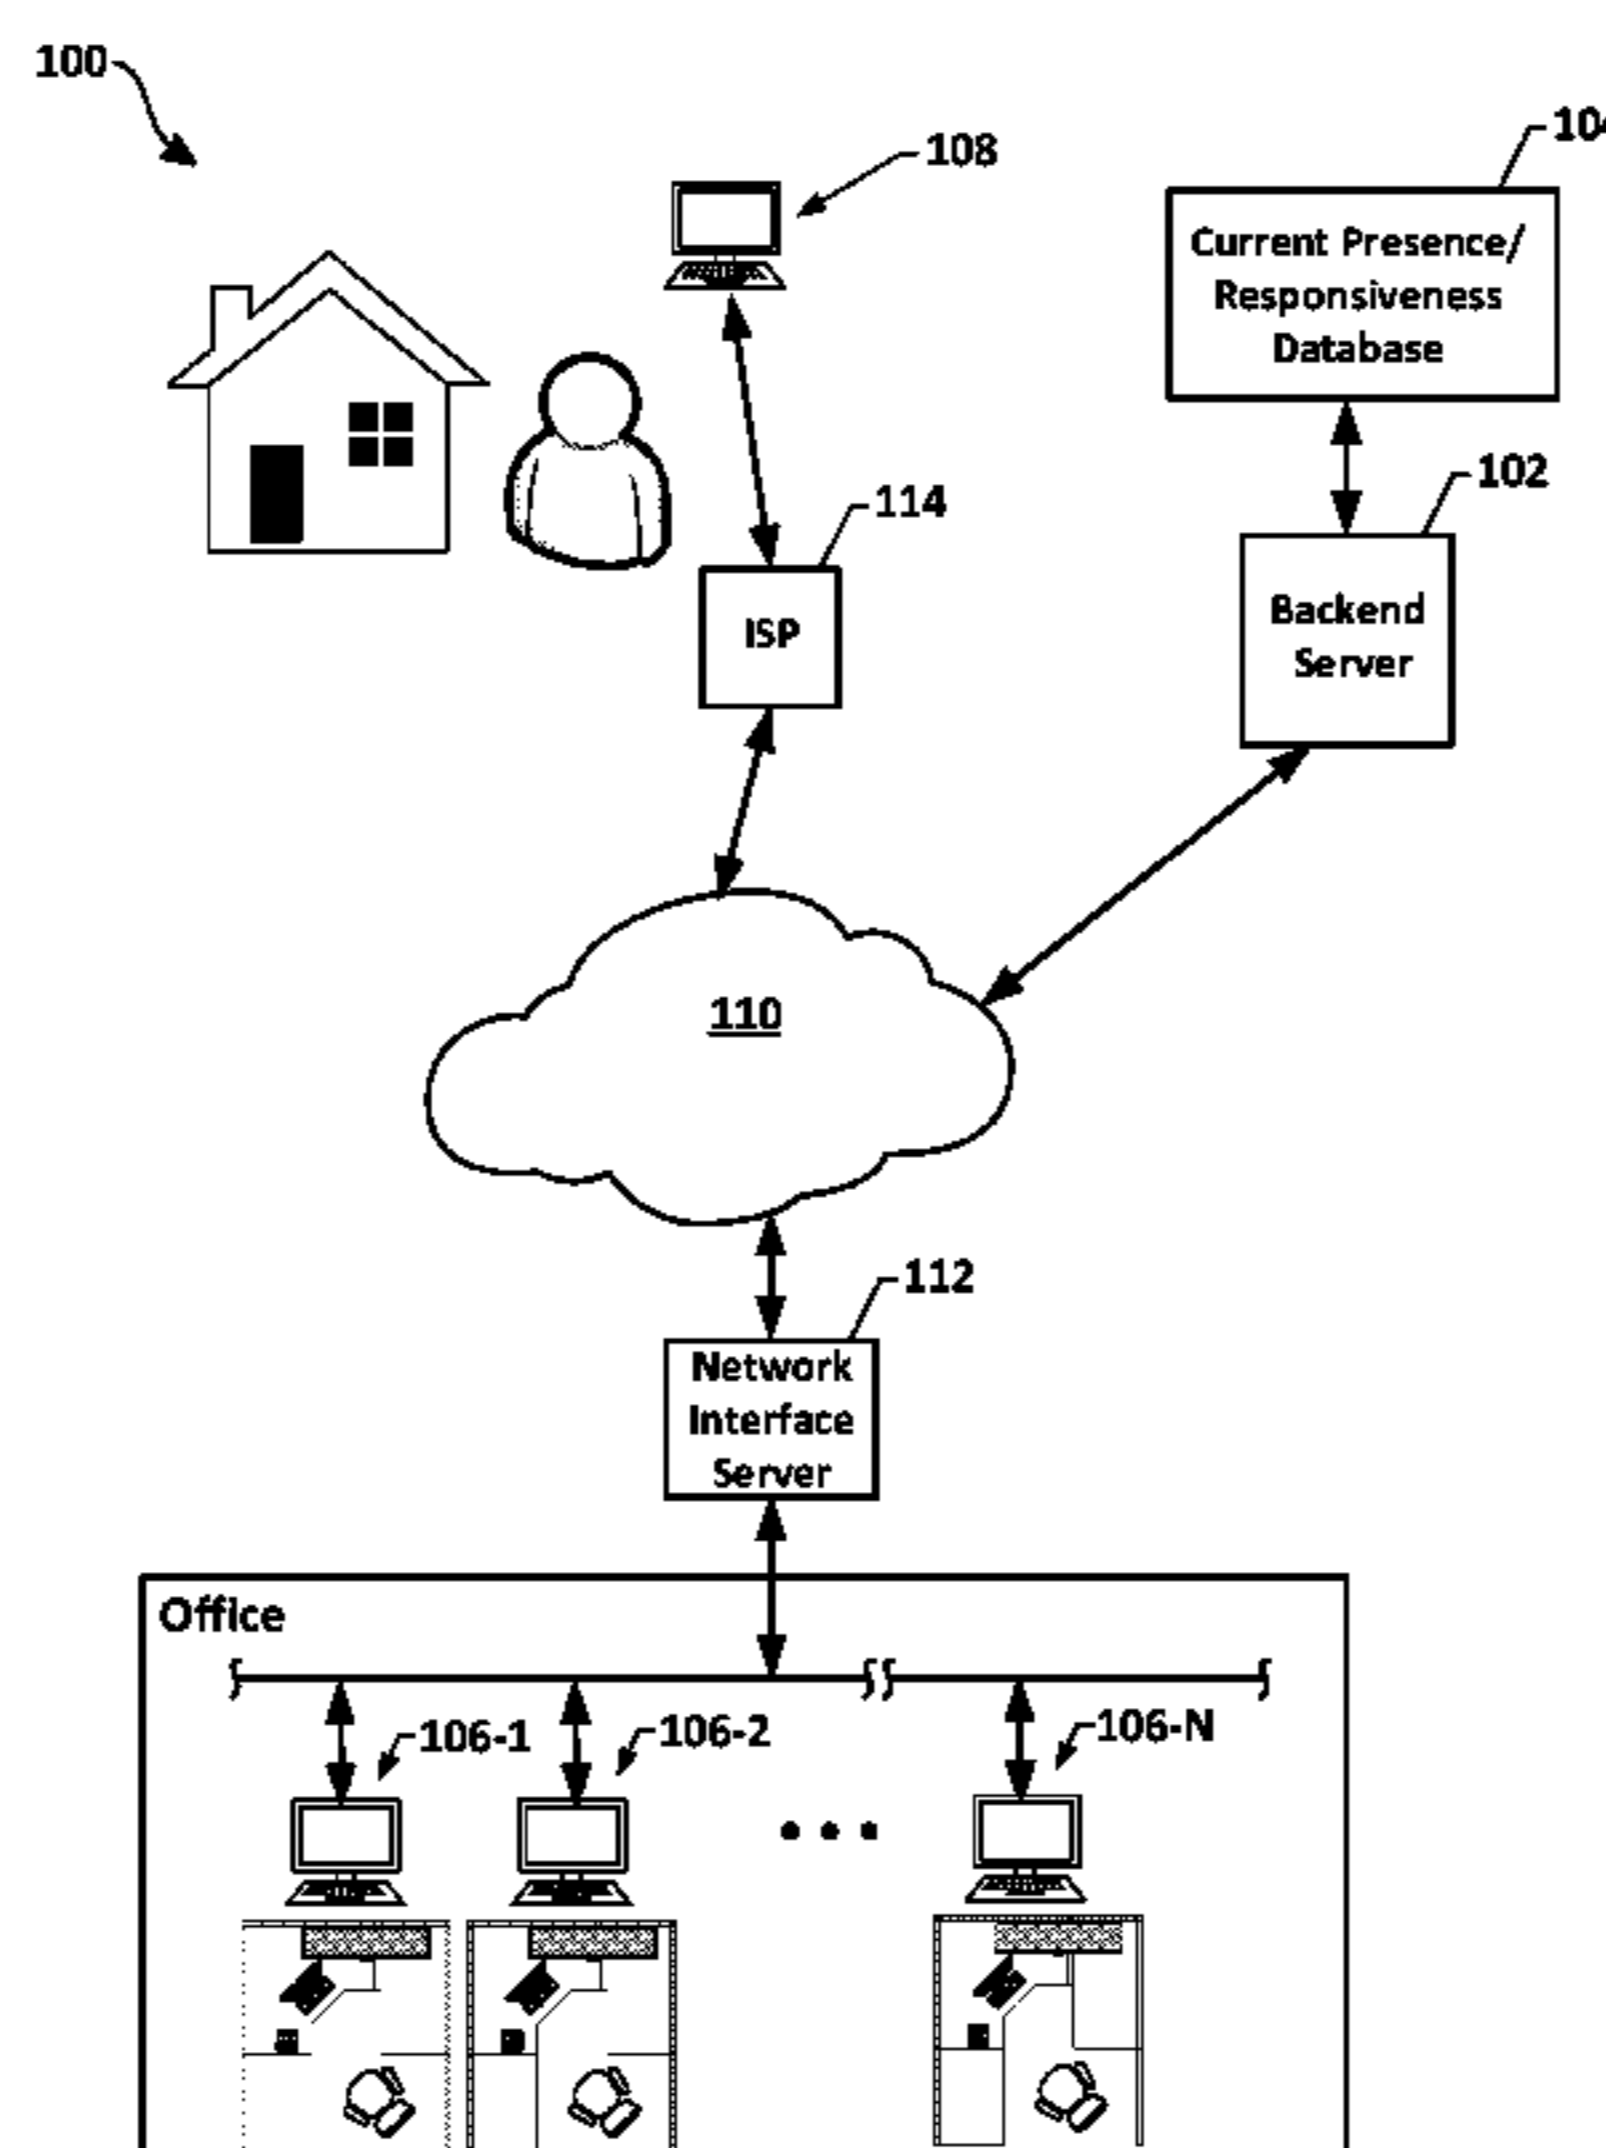 100
108
Current Presence/
Responsiveness
Database
102
114
ISP
Backend
Server
110
112
Network
Interface
Server
Office
106-1
106-2
106-N